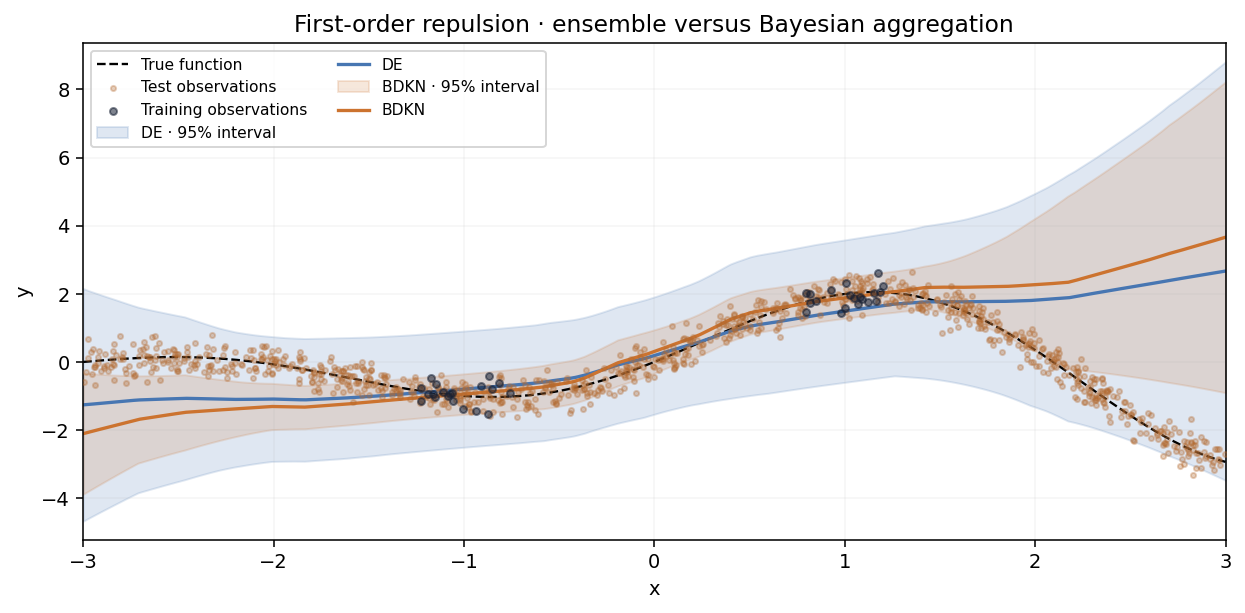 First-order repulsion · ensemble versus Bayesian aggregation
True function
Test observations
Training observations
DE · 95% interval
DE
BDKN · 95% interval
BDKN
8
6
4
2
0
−2
−4
y
−3
−2
−1
0
1
2
3
x